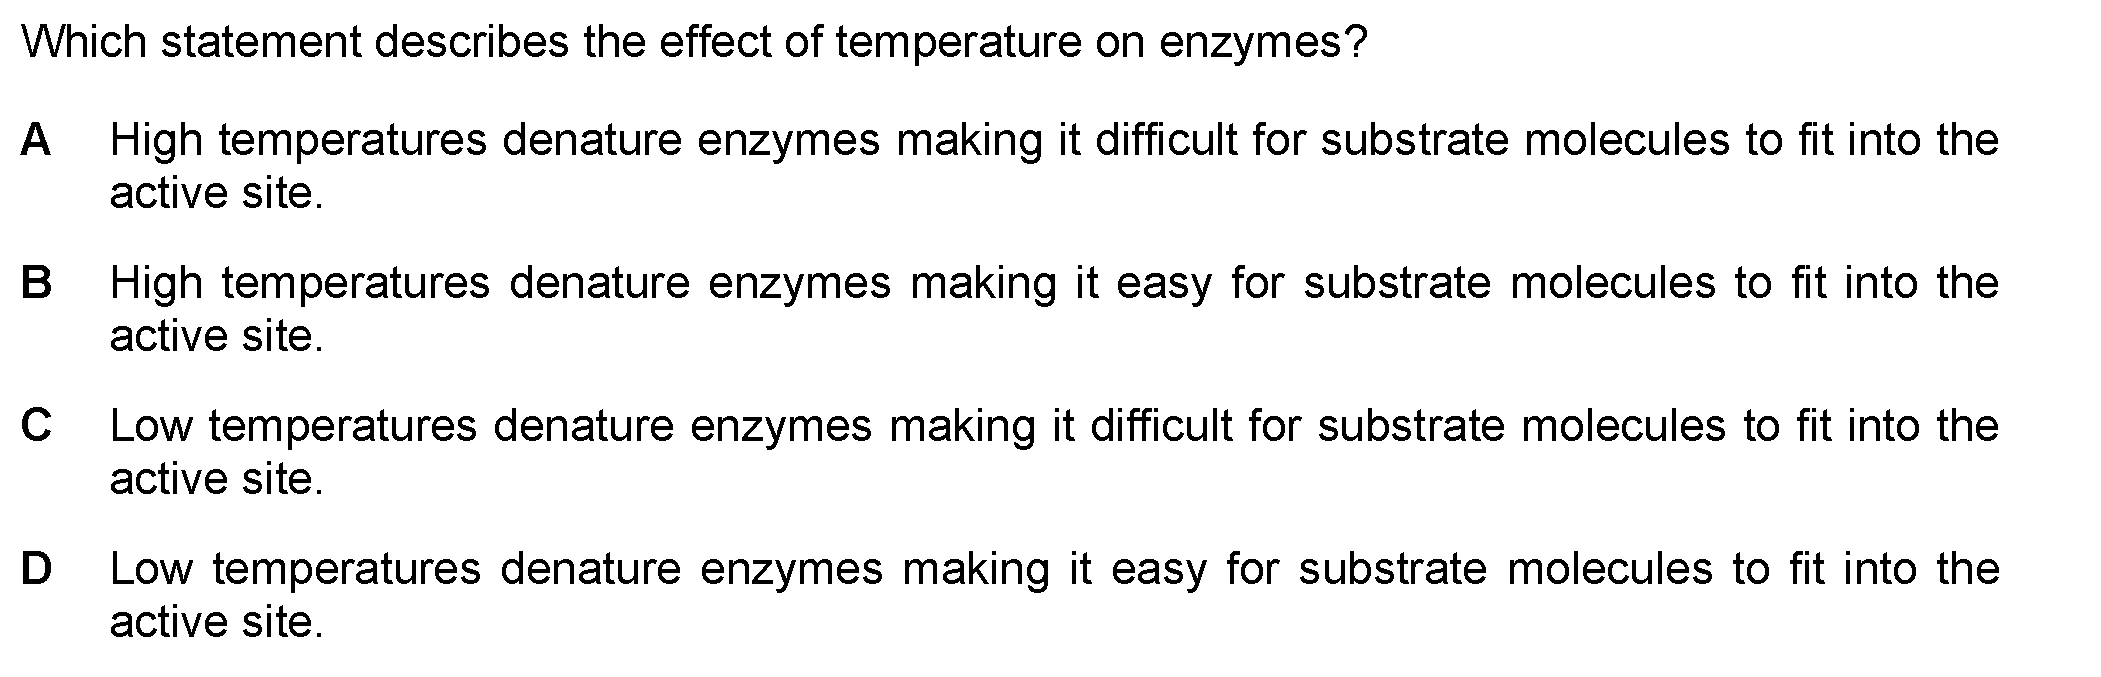 Which statement describes the effect of temperature on enzymes?
A High temperatures denature enzymes making it difficult for substrate molecules to fit into the
active site.
B High temperatures denature enzymes making it easy for substrate molecules to fit into the
active site.
C Low temperatures denature enzymes making it difficult for substrate molecules to fit into the
active site.
D Low temperatures denature enzymes making it easy for substrate molecules to fit into the
active site.